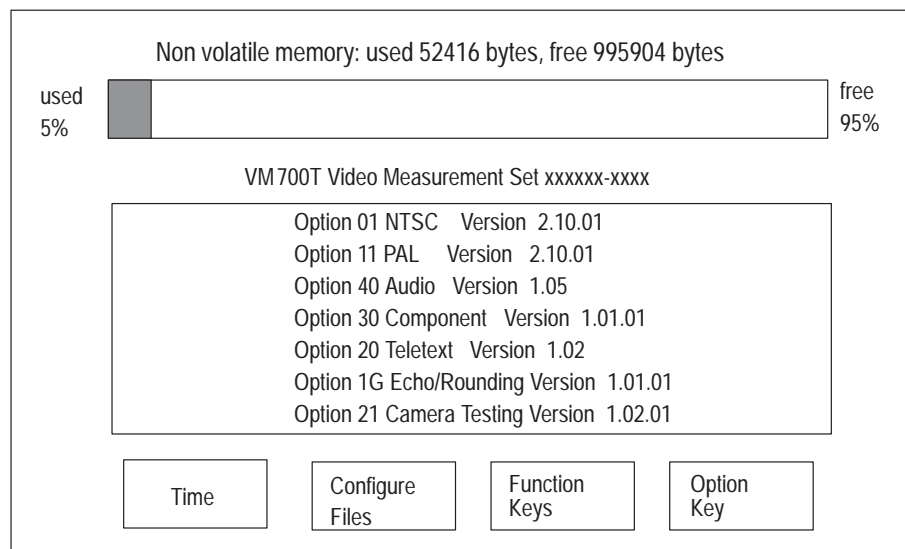 Non volatile memory: used 52416 bytes, free 995904 bytes
used
5%
free
95%
VM700T Video Measurement Set xxxxxx-xxxx
Option 01 NTSC Version 2.10.01
Option 11 PAL Version 2.10.01
Option 40 Audio Version 1.05
Option 30 Component Version 1.01.01
Option 20 Teletext Version 1.02
Option 1G Echo/Rounding Version 1.01.01
Option 21 Camera Testing Version 1.02.01
Time
Configure
Files
Function
Keys
Option
Key